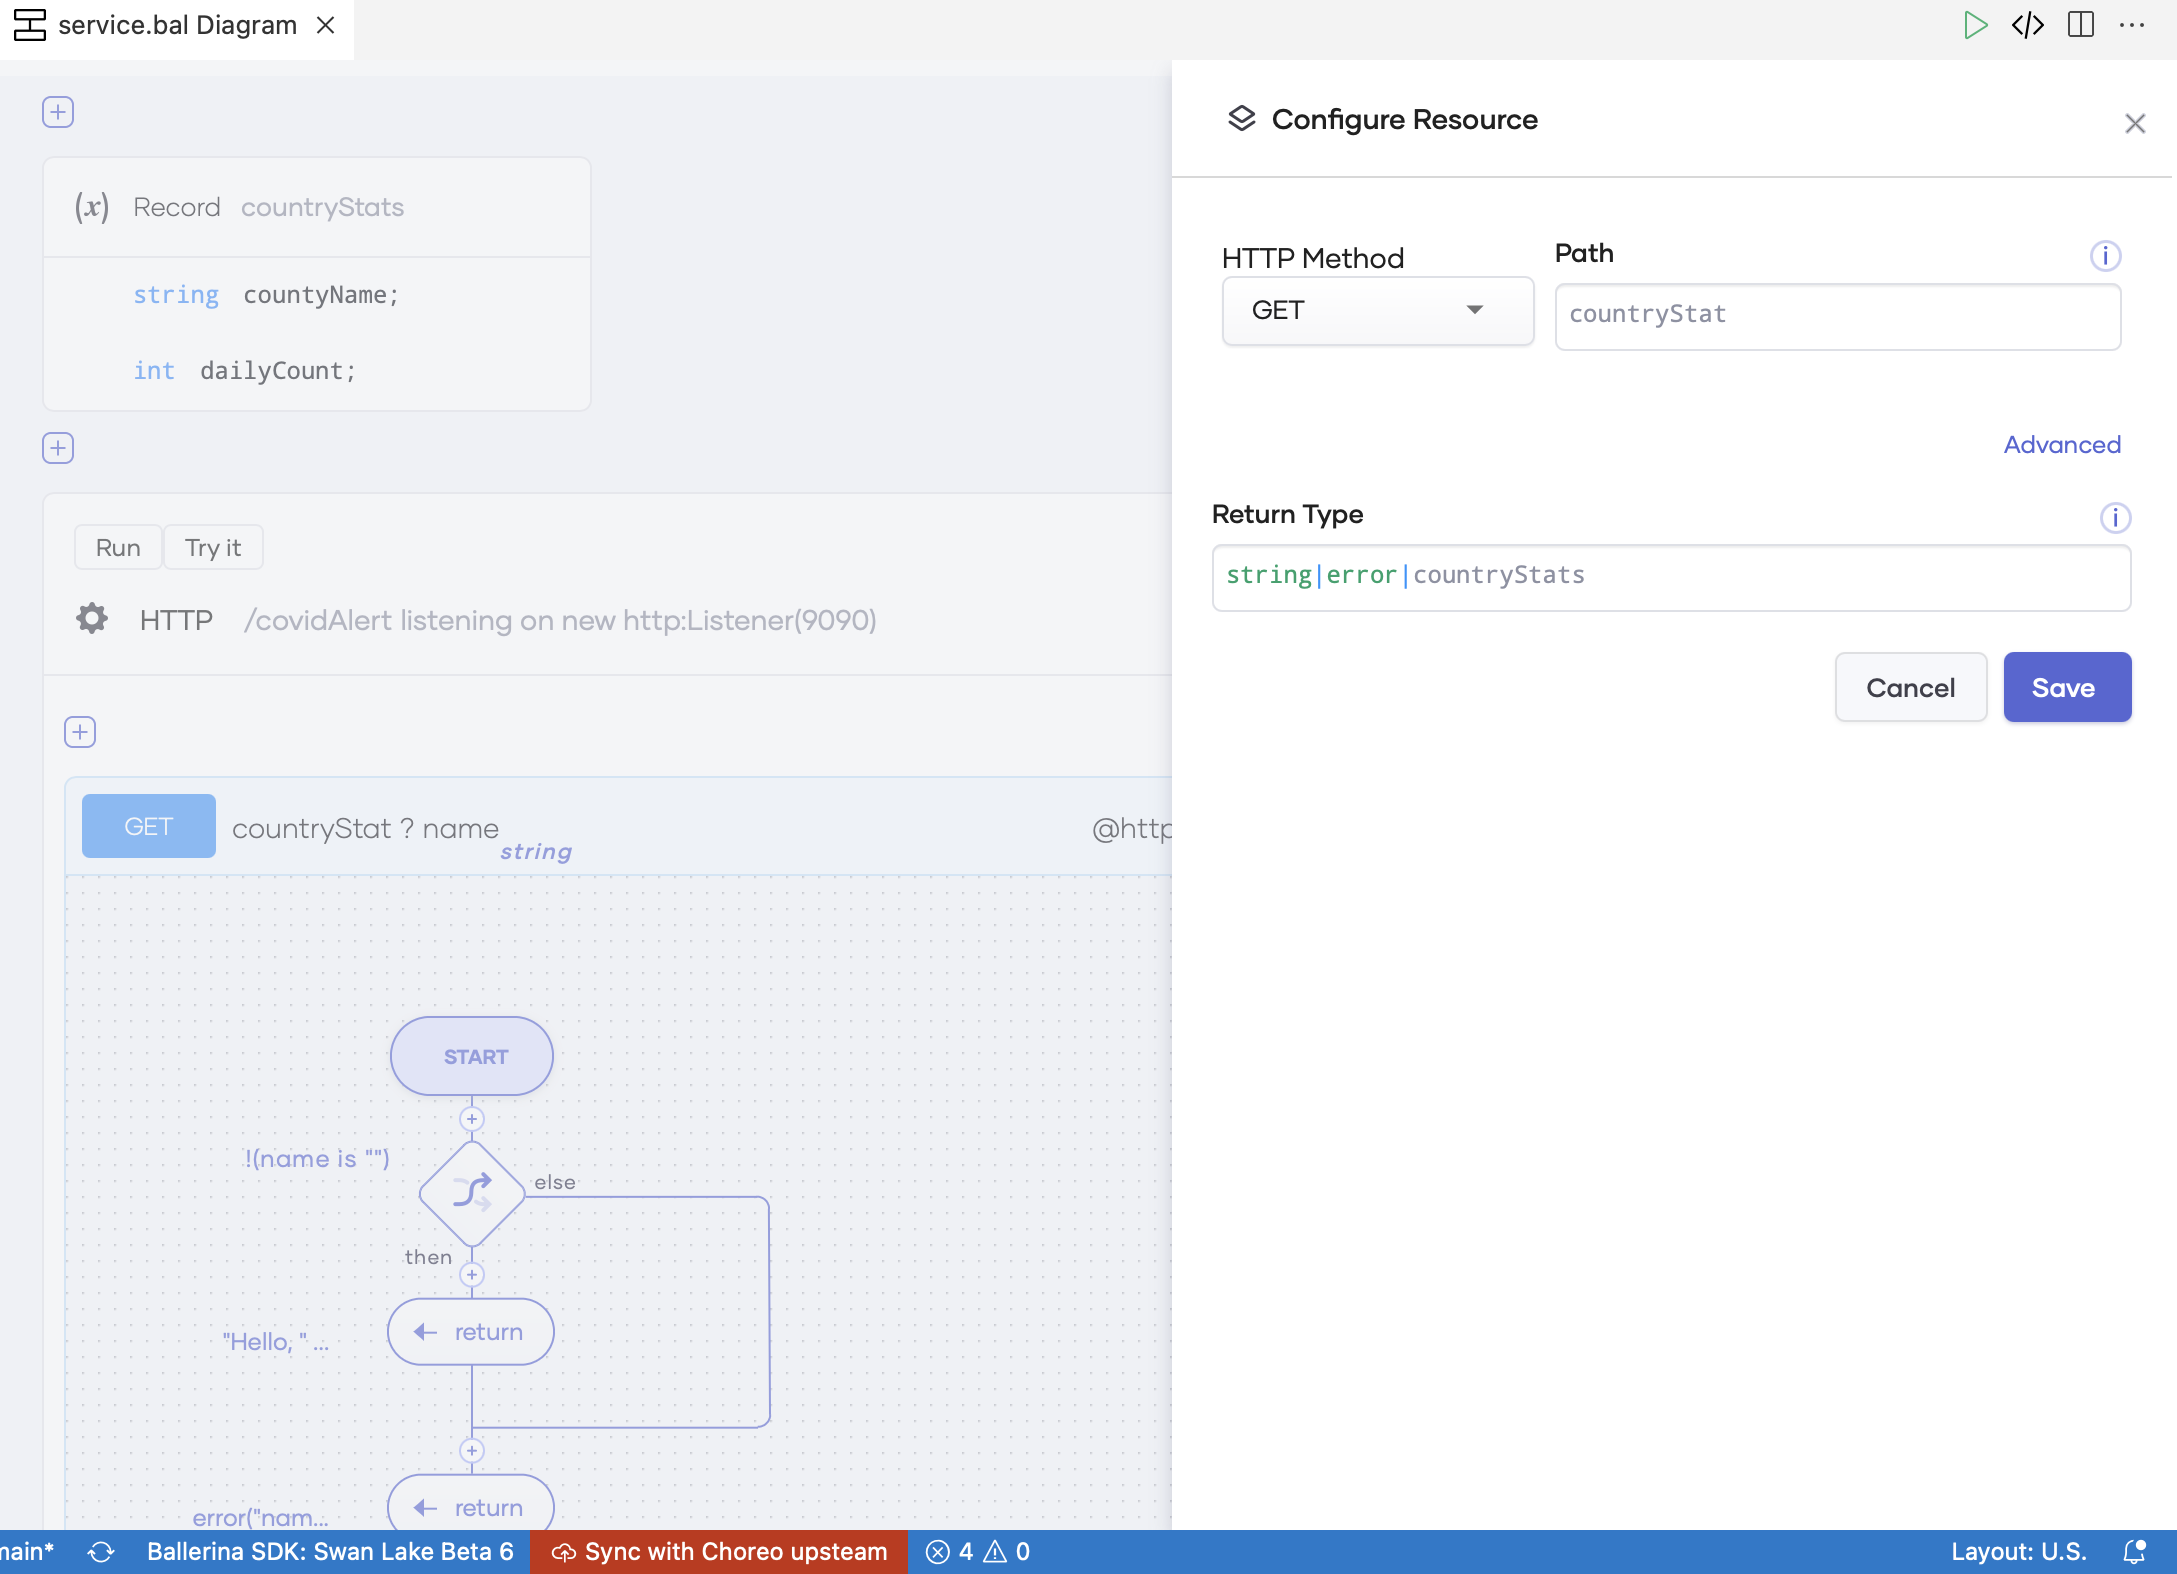 service.bal Diagram
Configure Resource
(x) Record countryStats
string countyName;
int dailyCount;
HTTP Method
Path
GET
countryStat
Advanced
Return Type
string|error|countryStats
Cancel
Save
Run
Try it
HTTP /covidAlert listening on new http:Listener(9090)
GET
countryStat ? name
string
@http
START
!(name is "")
else
then
"Hello, " ...
return
error("nam...
return
main*
Ballerina SDK: Swan Lake Beta 6
Sync with Choreo upsteam
4
0
Layout: U.S.